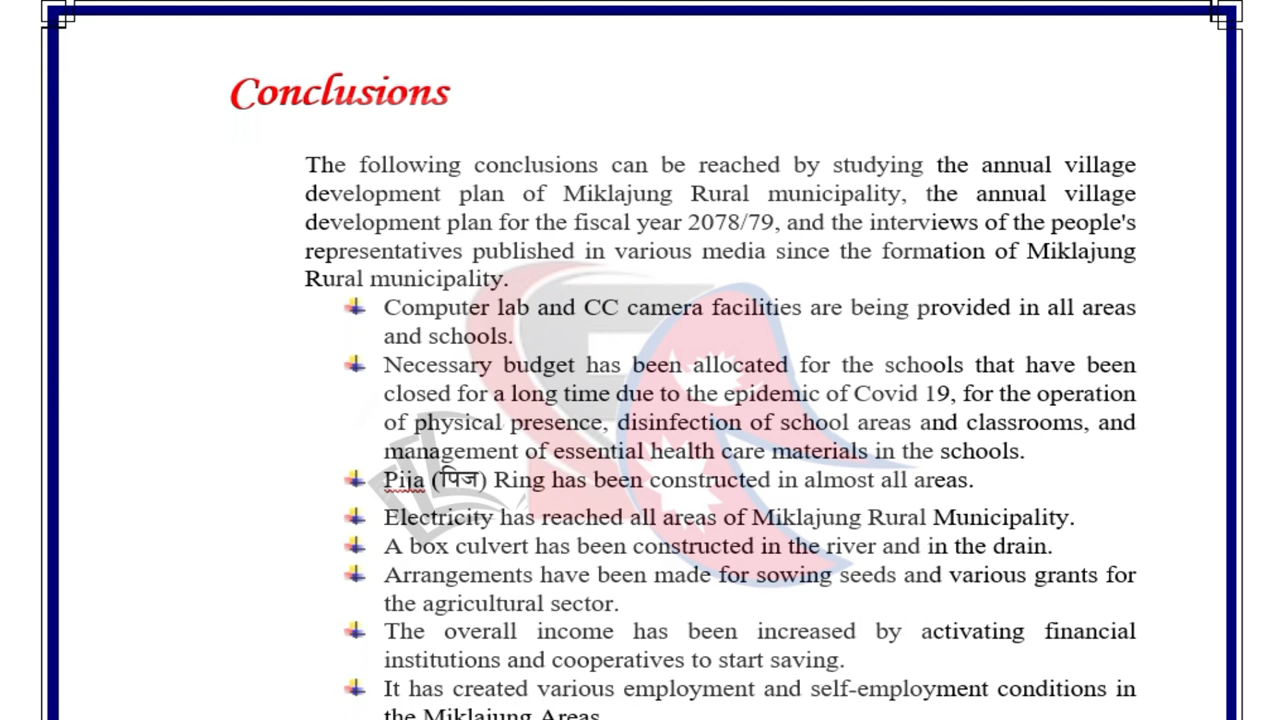 Conclusions
The following conclusions can be reached by studying the annual village
development plan of Miklajung Rural municipality, the annual village
development plan for the fiscal year 2078/79, and the interviews of the people's
representatives published in various media since the formation of Miklajung
Rural municipality.
Computer lab and CC camera facilities are being provided in all areas
and schools.
Necessary budget has been allocated for the schools that have been
closed for a long time due to the epidemic of Covid 19, for the operation
of physical presence, disinfection of school areas and classrooms, and
management of essential health care materials in the schools.
Pija (पिज) Ring has been constructed in almost all areas.
Electricity has reached all areas of Miklajung Rural Municipality.
A box culvert has been constructed in the river and in the drain.
Arrangements have been made for sowing seeds and various grants for
the agricultural sector.
The overall income has been increased by activating financial
institutions and cooperatives to start saving.
It has created various employment and self-employment conditions in
the Miklajung Areas